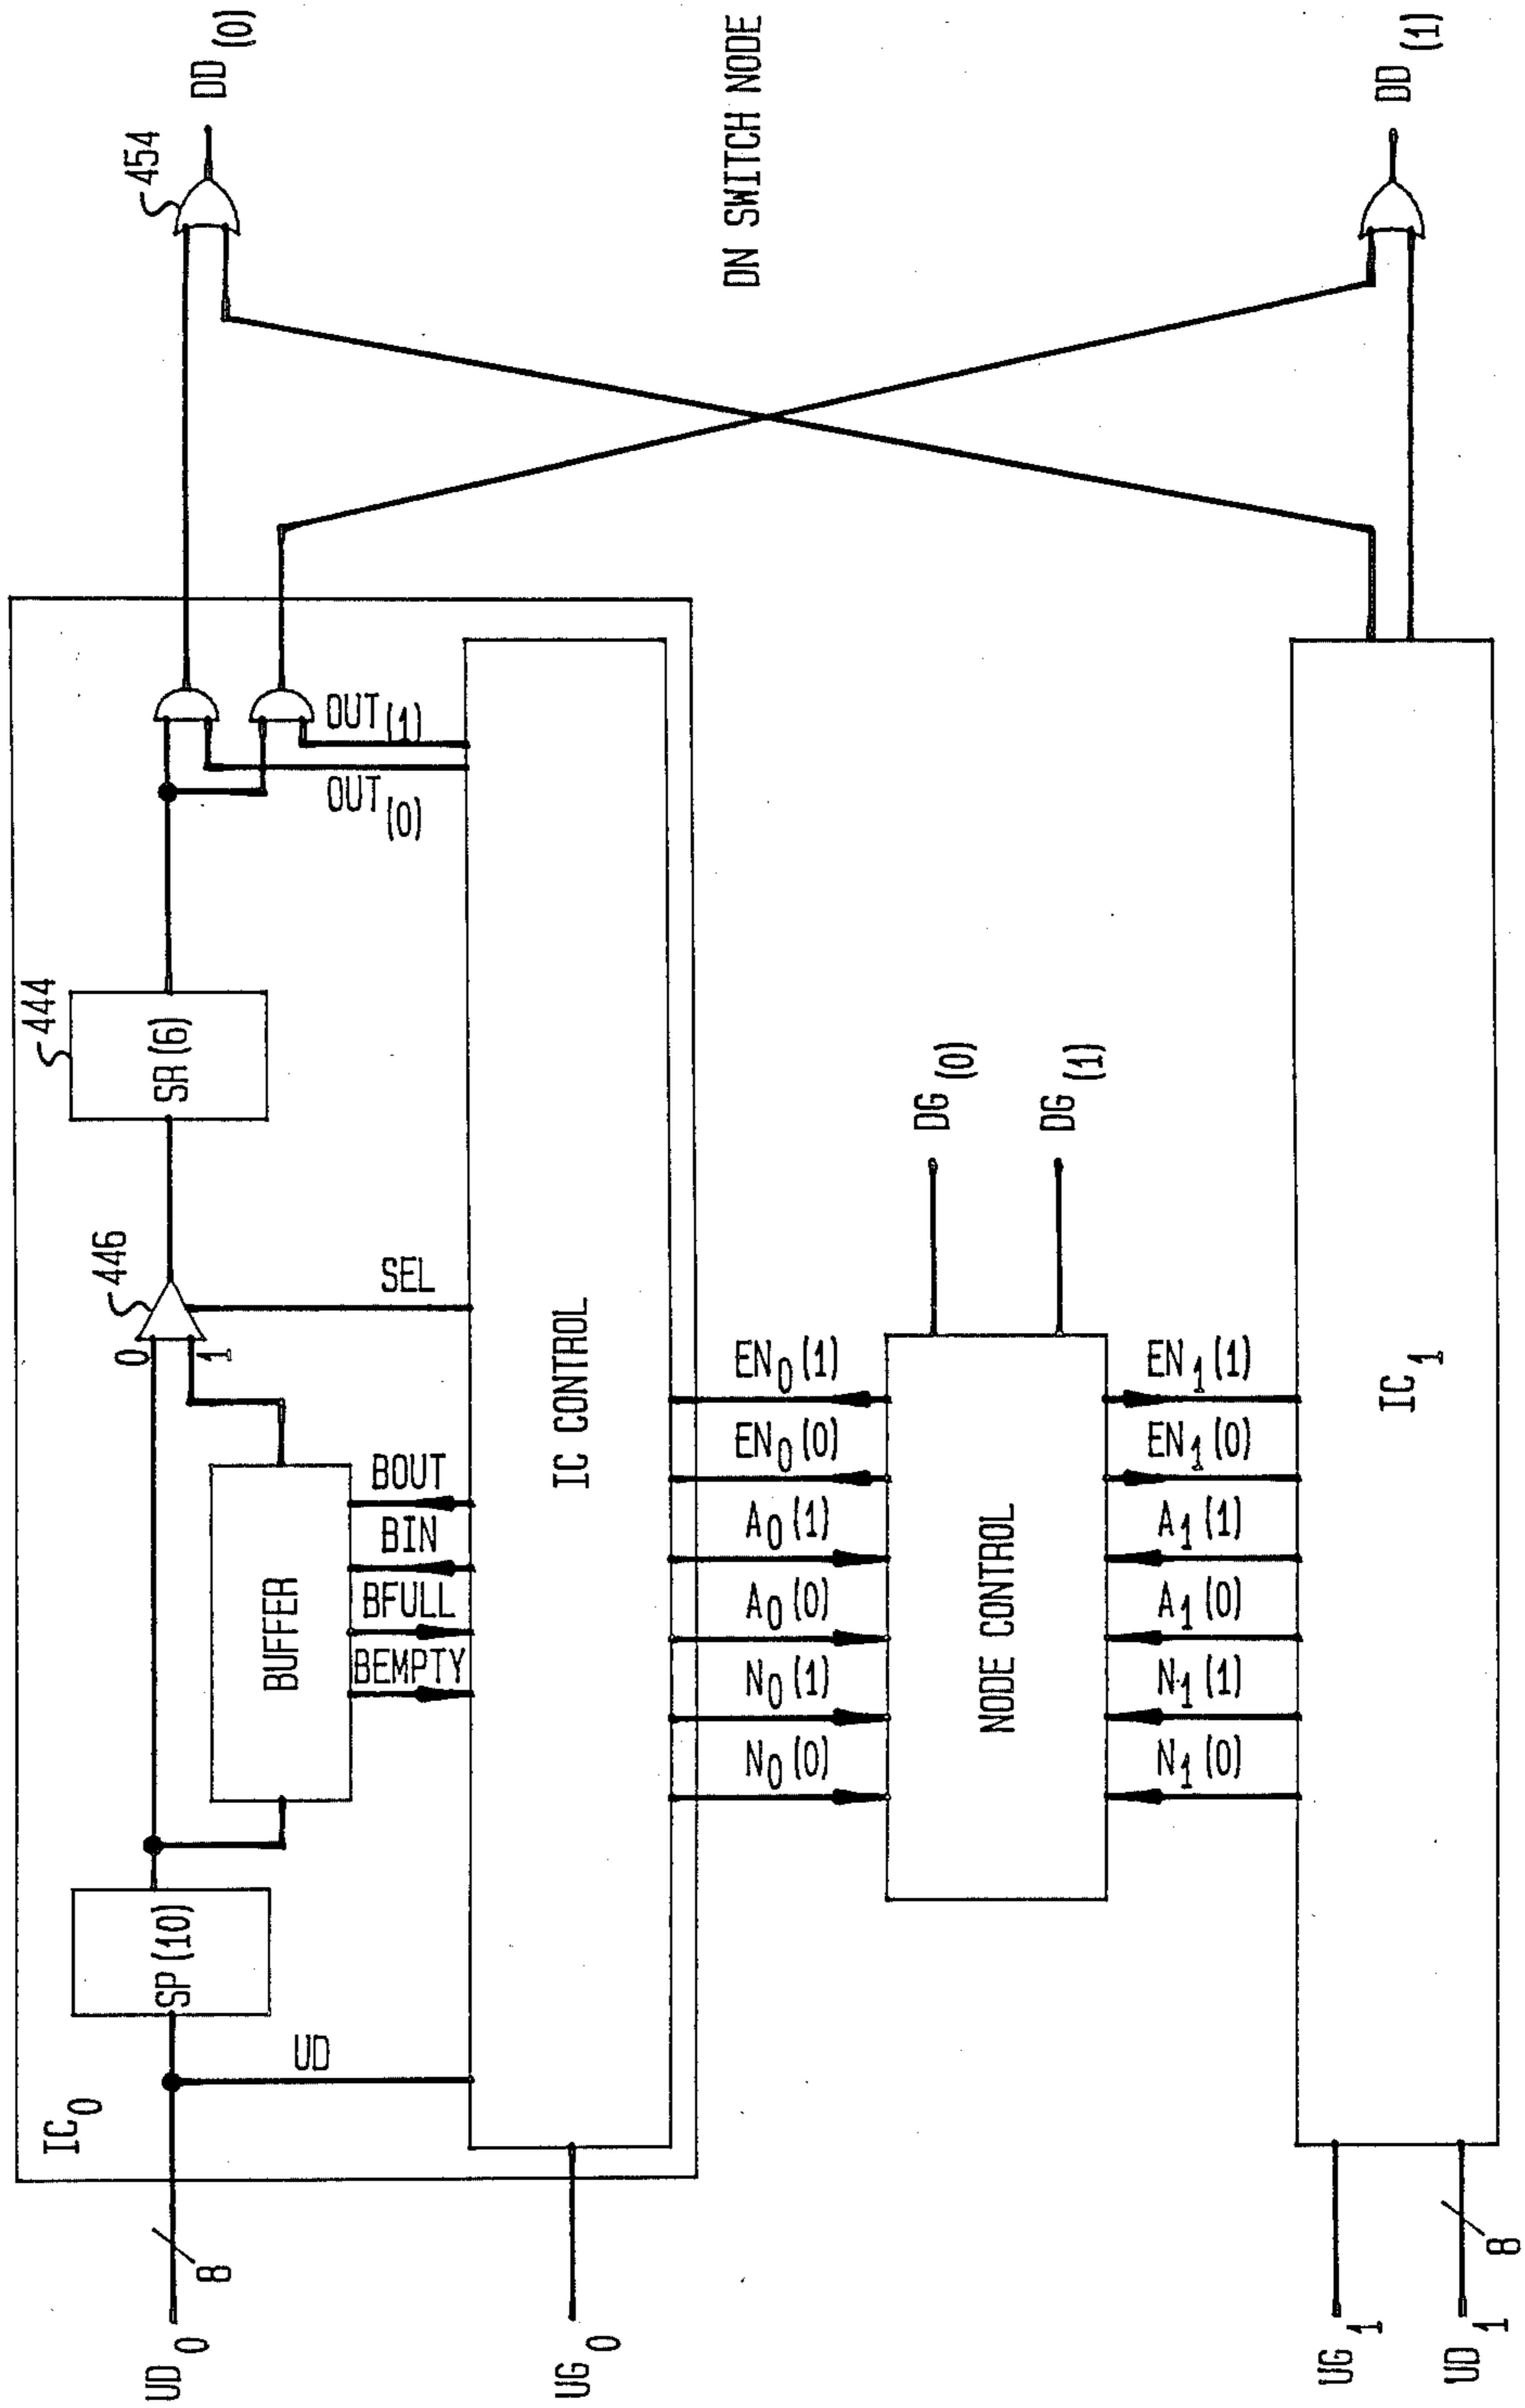 IC0
UD0
8
UD
SP (10)
BUFFER
BEMPTY
BFULL
BIN
BOUT
0
1
446
SEL
SR (6)
444
OUT(0)
OUT(1)
454
DD(0)
UG0
IC CONTROL
N0 (0)
N0 (1)
A0 (0)
A0 (1)
EN0 (0)
EN0 (1)
NODE CONTROL
DG(0)
DG(1)
DN SWITCH NODE
N1 (0)
N1 (1)
A1 (0)
A1 (1)
EN1 (0)
EN1 (1)
UG1
UD1
8
IC1
DD(1)